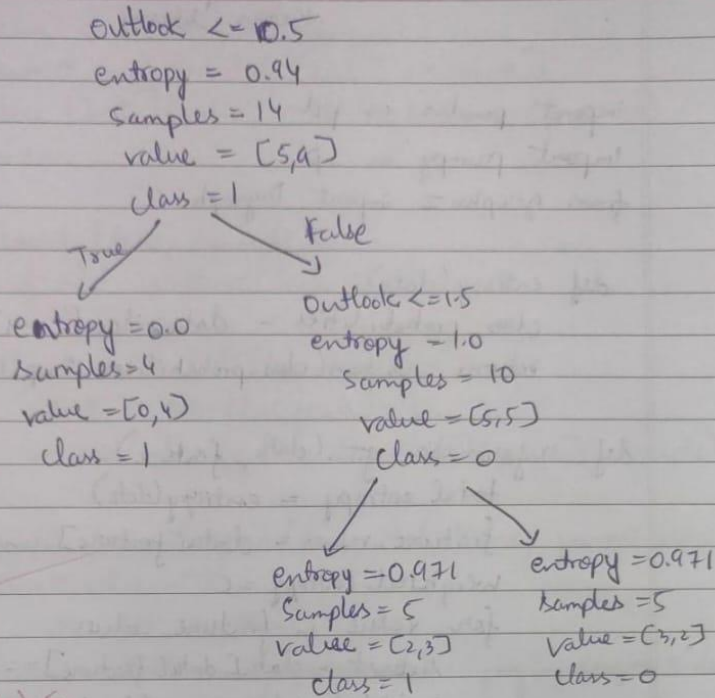 Outlook <= 0.5
entropy = 0.94
Samples = 14
value = [5,9]
class = 1
True
False
entropy = 0.0
samples = 4
value = [0,4]
class = 1
Outlook <= 1.5
entropy = 1.0
Samples = 10
value = [5,5]
class = 0
entropy = 0.971
Samples = 5
value = [2,3]
class = 1
entropy = 0.971
samples = 5
value = [3,2]
class = 0